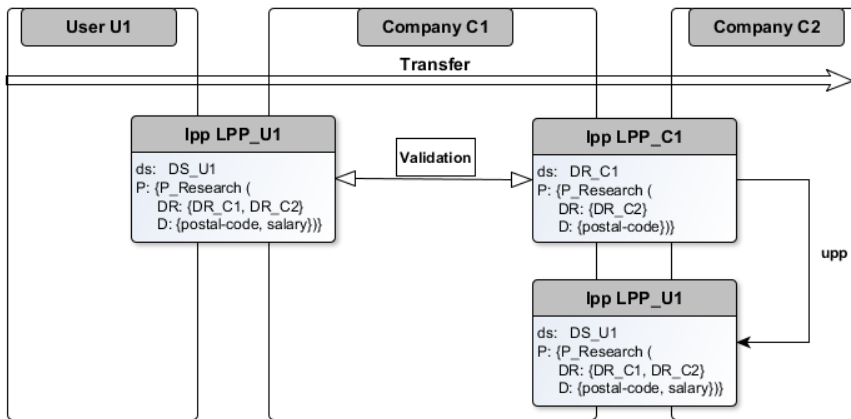 User U1
Company C1
Company C2
Transfer
lpp LPP_U1
ds: DS_U1
P: {P_Research (
DR: {DR_C1, DR_C2}
D: {postal-code, salary})}
Validation
lpp LPP_C1
ds: DR_C1
P: {P_Research (
DR: {DR_C2}
D: {postal-code})}
upp
lpp LPP_U1
ds: DS_U1
P: {P_Research (
DR: {DR_C1, DR_C2}
D: {postal-code, salary})}